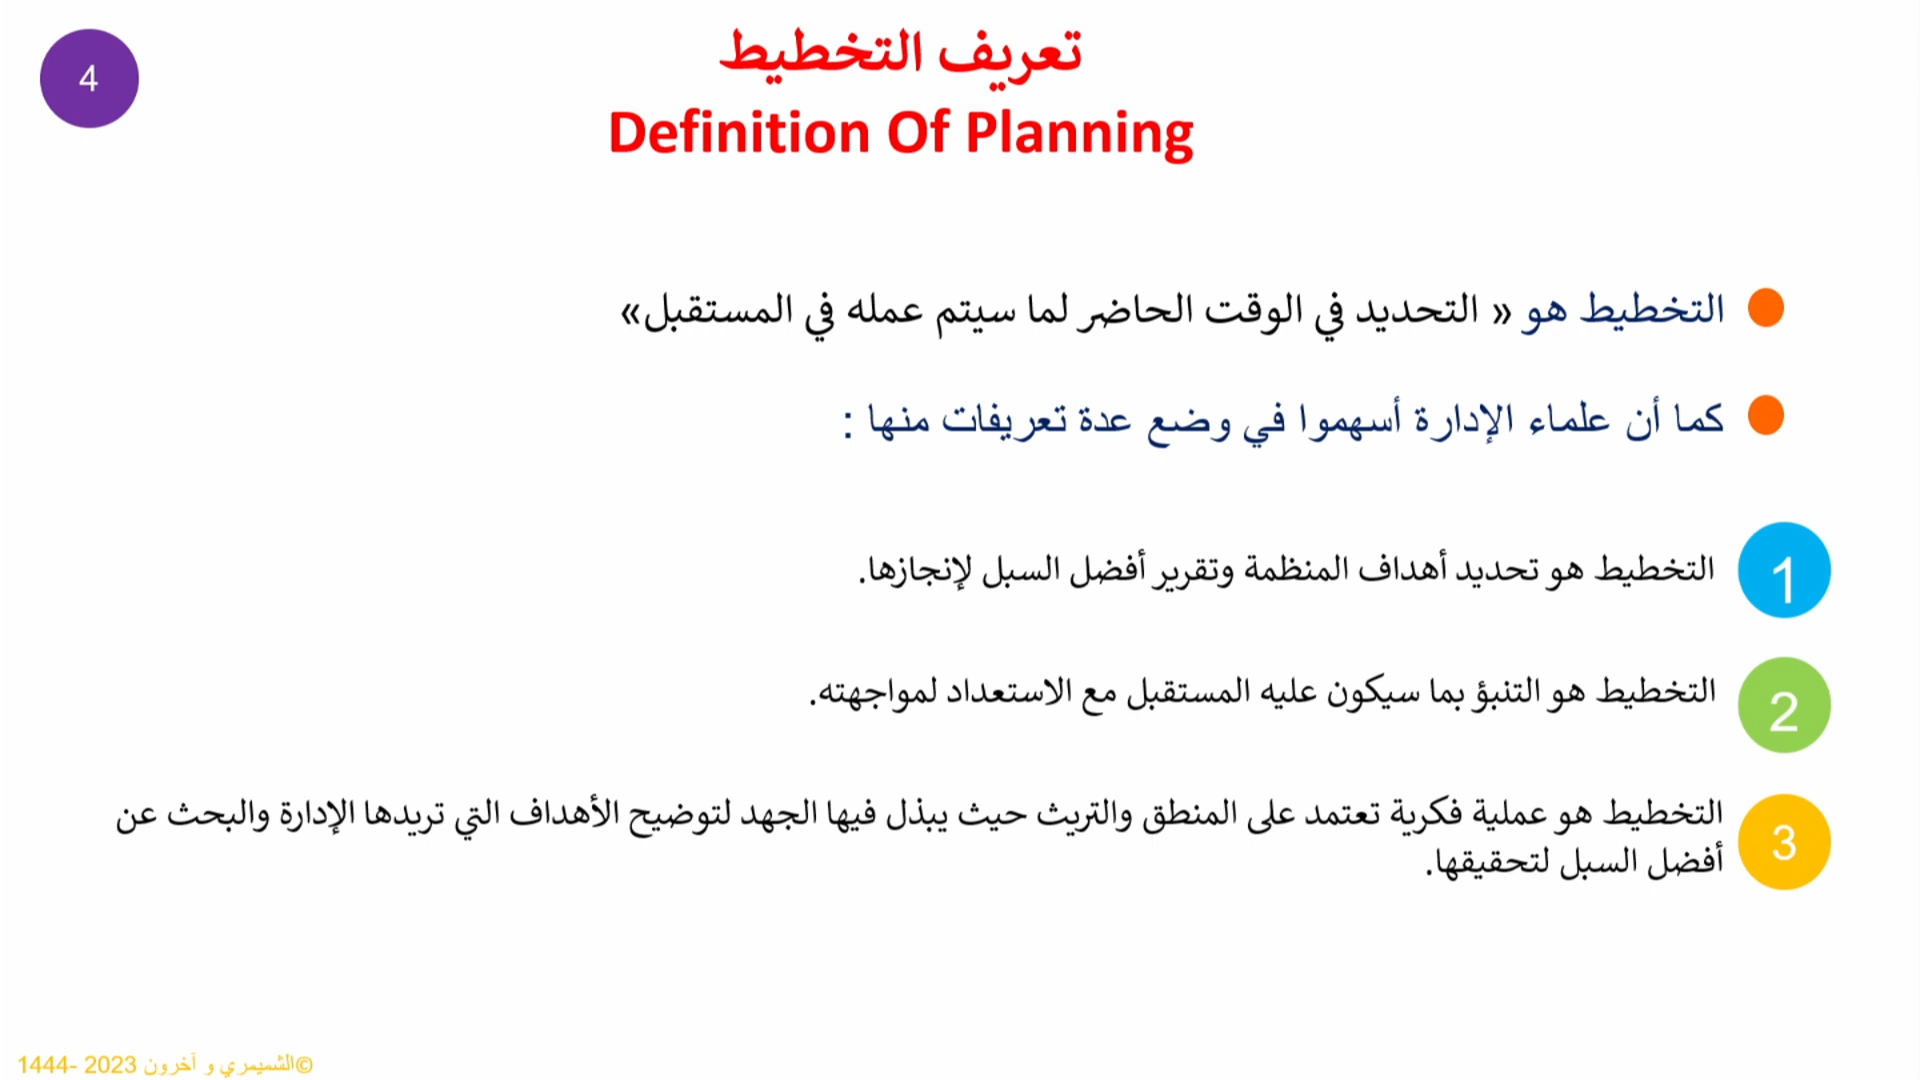 4
تعريف التخطيط
Definition Of Planning
التخطيط هو « التحديد في الوقت الحاضر لما سيتم عمله في المستقبل»
كما أن علماء الإدارة أسهموا في وضع عدة تعريفات منها :
1 التخطيط هو تحديد أهداف المنظمة وتقرير أفضل السبل لإنجازها.
2 التخطيط هو التنبؤ بما سيكون عليه المستقبل مع الاستعداد لمواجهته.
3 التخطيط هو عملية فكرية تعتمد على المنطق والتريث حيث يبذل فيها الجهد لتوضيح الأهداف التي تريدها الإدارة والبحث عن
أفضل السبل لتحقيقها.
©الشميمري و آخرون 2023 -1444